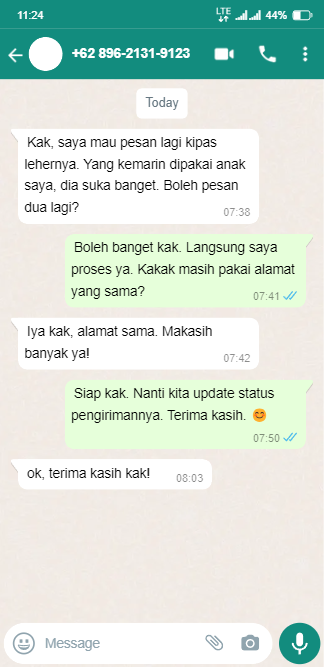 11:24 LTE 44%
+62 896-2131-9123
Today
Kak, saya mau pesan lagi kipas
lehernya. Yang kemarin dipakai anak
saya, dia suka banget. Boleh pesan
dua lagi?
07:38
Boleh banget kak. Langsung saya
proses ya. Kakak masih pakai alamat
yang sama?
07:41
Iya kak, alamat sama. Makasih
banyak ya!
07:42
Siap kak. Nanti kita update status
pengirimannya. Terima kasih. 😊
07:50
ok, terima kasih kak!
08:03
Message